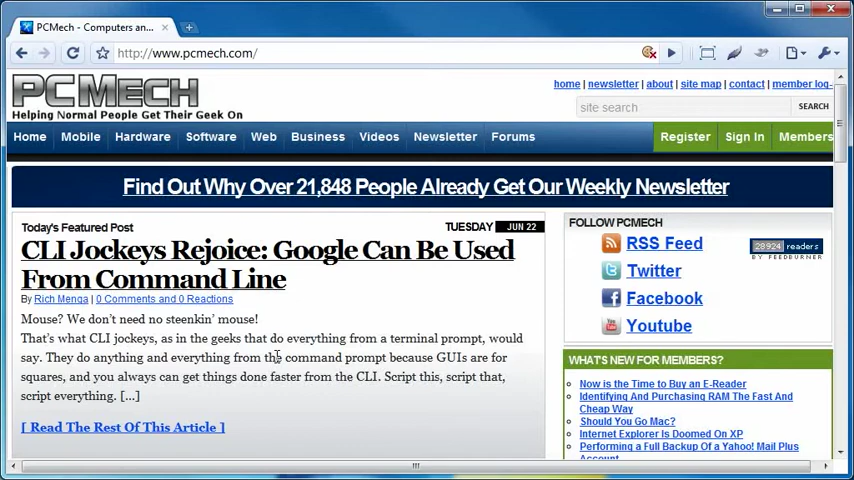 PCMech - Computers an...
http://www.pcmech.com/
PCMECH
Helping Normal People Get Their Geek On
home | newsletter | about | site map | contact | member log-
site search
SEARCH
Home Mobile Hardware Software Web Business Videos Newsletter Forums Register Sign In Members
Find Out Why Over 21,848 People Already Get Our Weekly Newsletter
Today's Featured Post
TUESDAY JUN 22
CLI Jockeys Rejoice: Google Can Be Used
From Command Line
By Rich Menga | 0 Comments and 0 Reactions
Mouse? We don't need no steenkin' mouse!
That's what CLI jockeys, as in the geeks that do everything from a terminal prompt, would
say. They do anything and everything from the command prompt because GUIs are for
squares, and you always can get things done faster from the CLI. Script this, script that,
script everything. [...]
[ Read The Rest Of This Article ]
FOLLOW PCMECH
RSS Feed
28924 readers
BY FEEDBURNER
Twitter
Facebook
Youtube
WHAT'S NEW FOR MEMBERS?
Now is the Time to Buy an E-Reader
Identifying And Purchasing RAM The Fast And
Cheap Way
Should You Go Mac?
Internet Explorer Is Doomed On XP
Performing a Full Backup Of a Yahoo! Mail Plus
Account